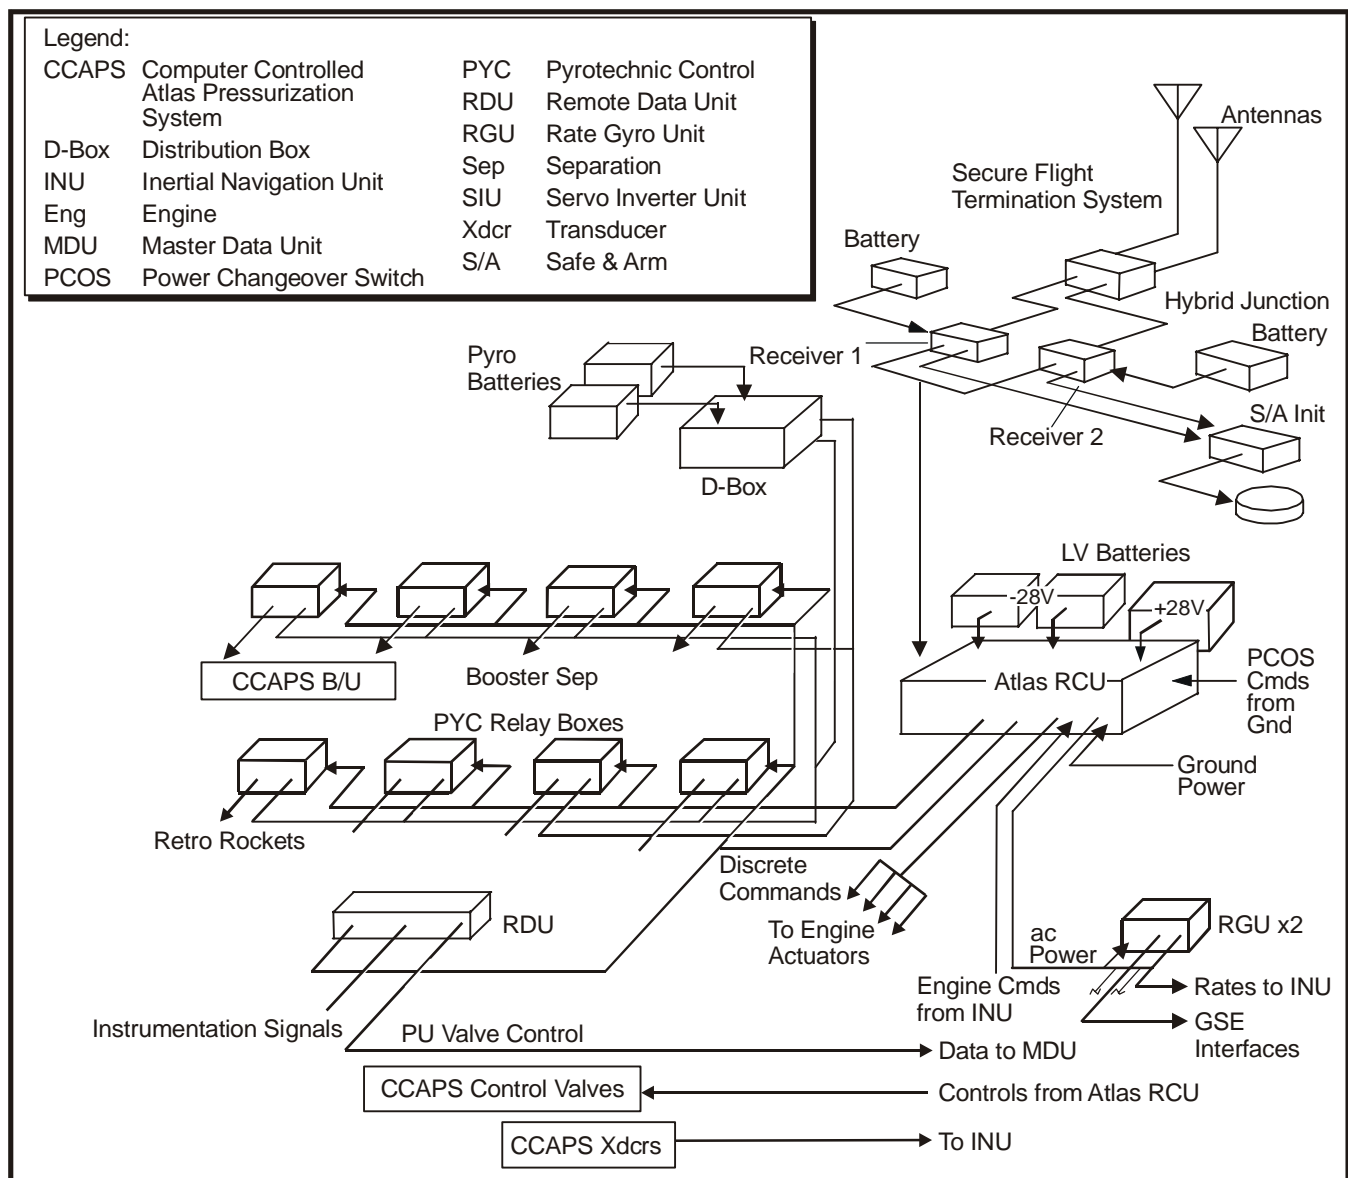 Legend:
CCAPS Computer Controlled
Atlas Pressurization
System
D-Box Distribution Box
INU Inertial Navigation Unit
Eng Engine
MDU Master Data Unit
PCOS Power Changeover Switch
PYC Pyrotechnic Control
RDU Remote Data Unit
RGU Rate Gyro Unit
Sep Separation
SIU Servo Inverter Unit
Xdcr Transducer
S/A Safe & Arm
Antennas
Secure Flight
Termination System
Battery
Hybrid Junction
Battery
Receiver 1
Pyro
Batteries
S/A Init
Receiver 2
D-Box
LV Batteries
-28V
+28V
Atlas RCU
PCOS
Cmds
from
Gnd
CCAPS B/U
Booster Sep
PYC Relay Boxes
Ground
Power
Retro Rockets
Discrete
Commands
To Engine
Actuators
RDU
ac
Power
RGU x2
Engine Cmds
from INU
Rates to INU
GSE
Interfaces
Instrumentation Signals
PU Valve Control
Data to MDU
CCAPS Control Valves
Controls from Atlas RCU
CCAPS Xdcrs
To INU